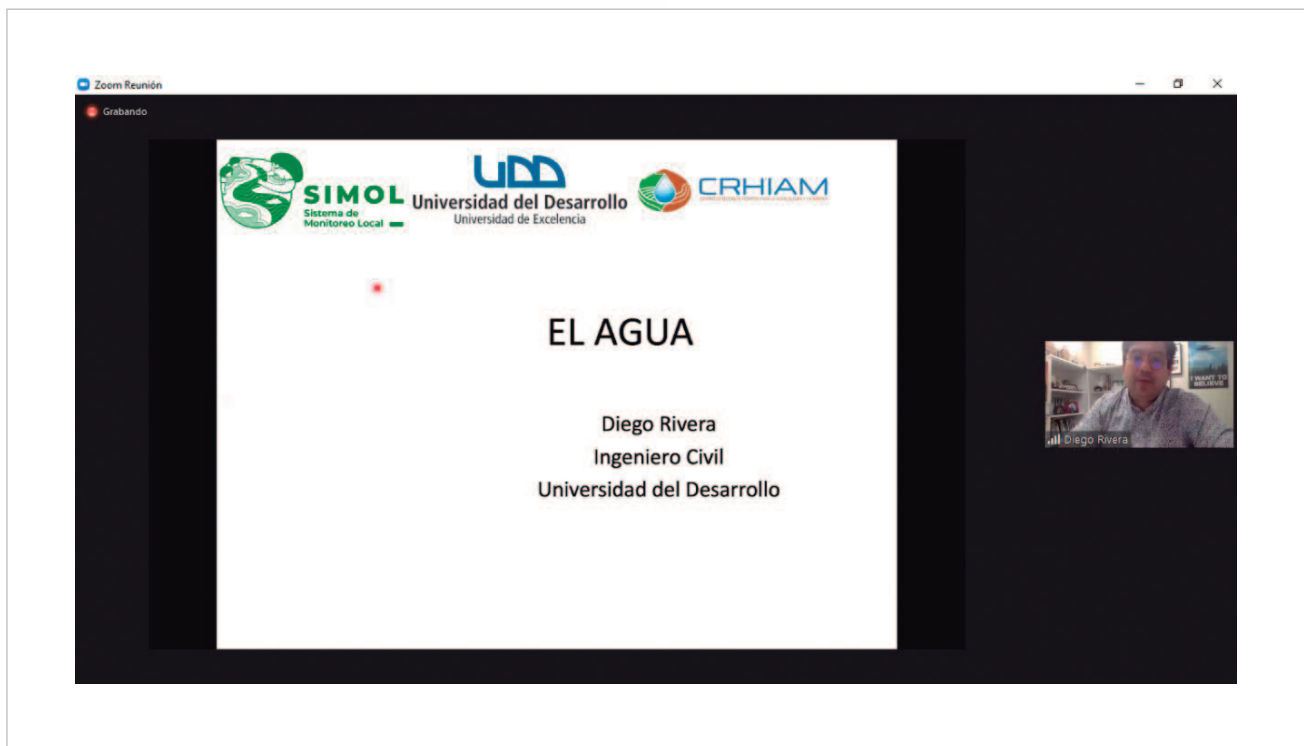 Zoom Reunión
Grabando
SIMOL
Sistema de
Monitoreo Local
UDD
Universidad del Desarrollo
Universidad de Excelencia
CRHIAM
EL AGUA
Diego Rivera
Ingeniero Civil
Universidad del Desarrollo
I WANT TO
BELIEVE
Diego Rivera